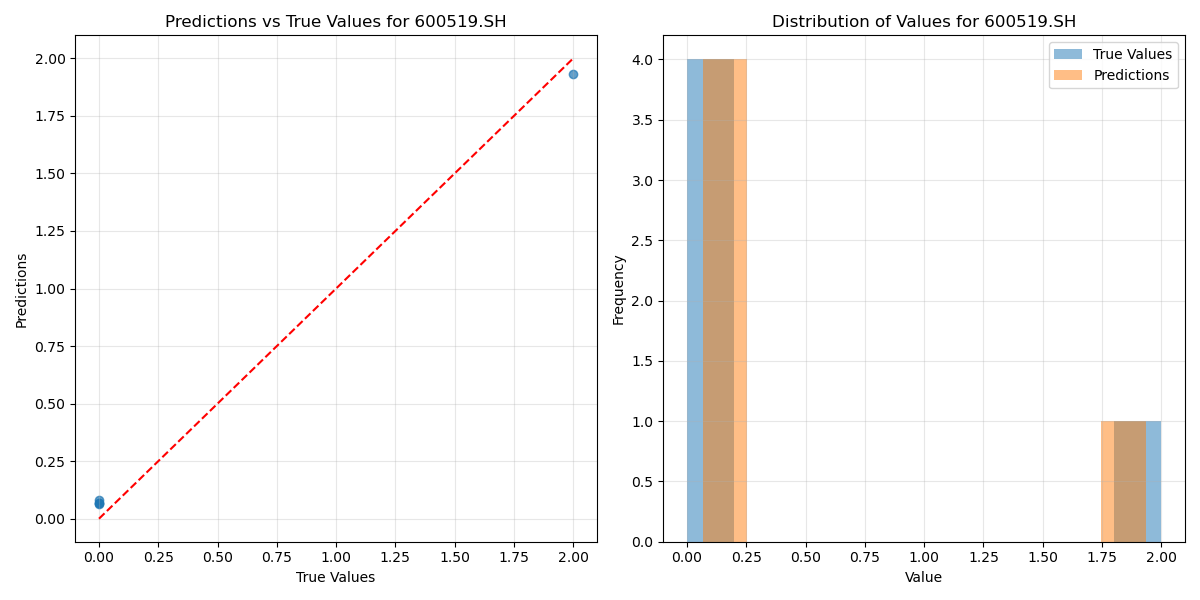 Predictions vs True Values for 600519.SH
2.00
1.75
1.50
1.25
1.00
0.75
0.50
0.25
0.00
Predictions
0.00 0.25 0.50 0.75 1.00 1.25 1.50 1.75 2.00
True Values
Distribution of Values for 600519.SH
True Values
Predictions
4.0
3.5
3.0
2.5
2.0
1.5
1.0
0.5
0.0
Frequency
0.00 0.25 0.50 0.75 1.00 1.25 1.50 1.75 2.00
Value